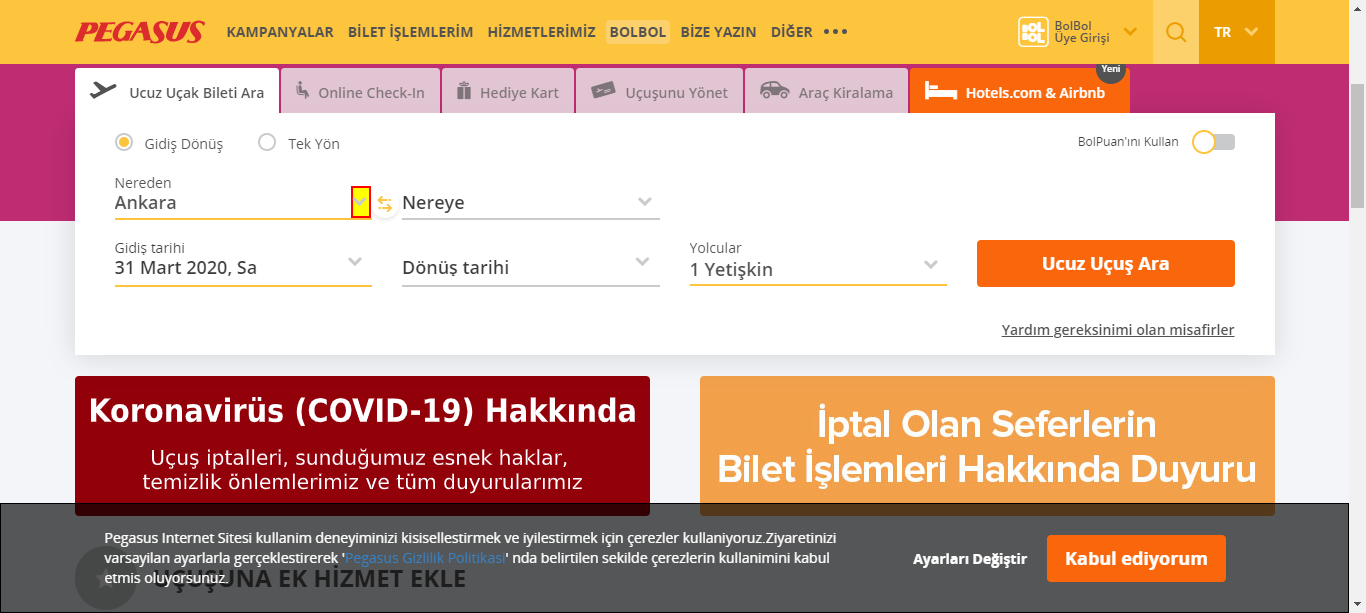 PEGASUS KAMPANYALAR BİLET İŞLEMLERİM HİZMETLERİMİZ BOLBOL BİZE YAZIN DİĞER BOL BOL BolBol Üye Girişi TR
Yeni
Ucuz Uçak Bileti Ara Online Check-In Hediye Kart Uçuşunu Yönet Araç Kiralama Hotels.com & Airbnb
Gidiş Dönüş Tek Yön BolPuan'ını Kullan
Nereden
Ankara Nereye
Gidiş tarihi Yolcular
31 Mart 2020, Sa Dönüş tarihi 1 Yetişkin Ucuz Uçuş Ara
Yardım gereksinimi olan misafirler
Koronavirüs (COVID-19) Hakkında
Uçuş iptalleri, sunduğumuz esnek haklar,
temizlik önlemlerimiz ve tüm duyurularımız
İptal Olan Seferlerin
Bilet İşlemleri Hakkında Duyuru
Pegasus Internet Sitesi kullanim deneyiminizi kisisellestirmek ve iyilestirmek için çerezler kullaniyoruz.Ziyaretinizi
varsayilan ayarlarla gerçeklestirerek 'Pegasus Gizlilik Politikasi' nda belirtilen sekilde çerezlerin kullanimini kabul
etmis oluyorsunuz.
Ayarları Değiştir Kabul ediyorum
UÇUŞUNA EK HİZMET EKLE